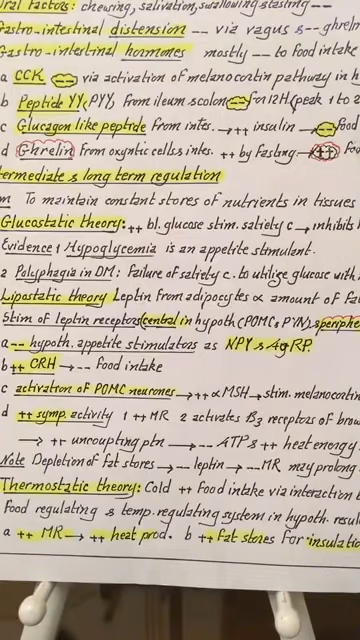 Oral factors: chewing, salivation, swallowing & tasting --
Gastro-intestinal distension -- via vagus & -- ghrelin
Gastro-intestinal hormones mostly -- to food intake
a CCK -- via activation of melanocortin pathway in h
b Peptide YY (PYY) from ileum & colon -- for 12H (peak 1 to 2
c Glucagon like peptide from intes. → ++ insulin → -- food
d Ghrelin from oxyntic cells & intes. ++ by fasting → ++ Fo
termediate & long term regulation
m To maintain constant stores of nutrients in tissues
Glucostatic theory: ++ bl. glucose stim. satiety c → inhibits
Evidence 1 Hypoglycemia is an appetite stimulant.
2 Polyphagia in DM: Failure of satiety c. to utilize glucose with
Lipostatic theory Leptin from adipocytes ∝ amount of fa
Stim of leptin receptors central in hypoth (POMC & PVN) & periphe
a -- hypoth. appetite stimulators as NPY & AgRP.
b ++ CRH → -- food intake
c activation of POMC neurones → ++ αMSH → stim. melanocortin
d ++ symp. activity 1 ++ MR 2 activates B3 receptors of brow
→ ++ uncoupling ptn → -- ATP & ++ heat energy.
Note Depletion of fat stores → -- leptin → -- MR may prolong
Thermostatic theory: Cold ++ food intake via interaction b
food regulating & temp. regulating system in hypoth. resul
a ++ MR → ++ heat prod. b ++ fat stores for insulatio